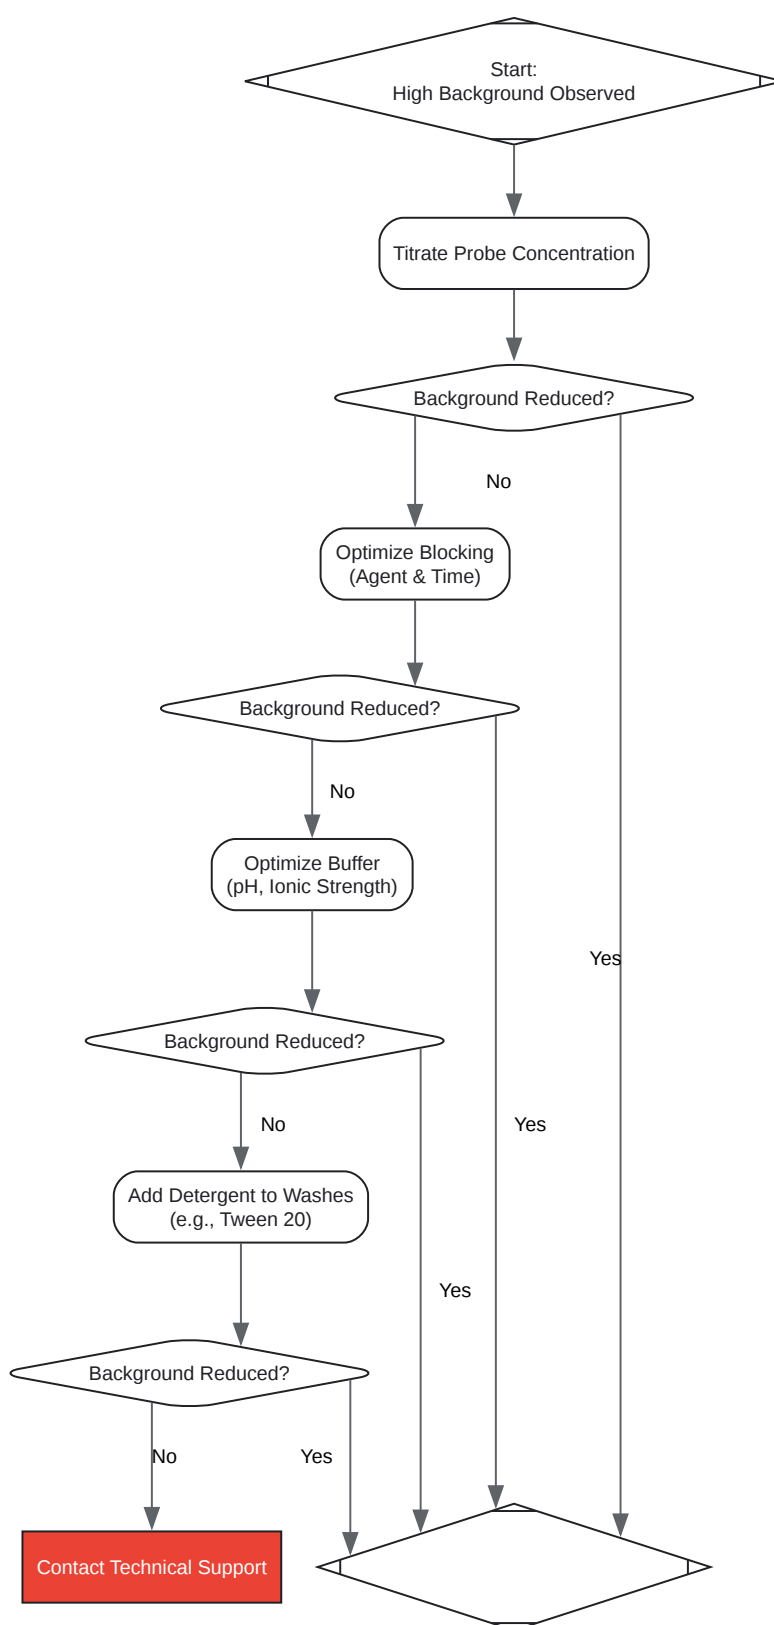 Start:
High Background Observed
Titrate Probe Concentration
Background Reduced?
No
Optimize Blocking
(Agent & Time)
Background Reduced?
No
Optimize Buffer
(pH, Ionic Strength)
Yes
Background Reduced?
No
Yes
Add Detergent to Washes
(e.g., Tween 20)
Yes
Background Reduced?
No
Yes
Contact Technical Support